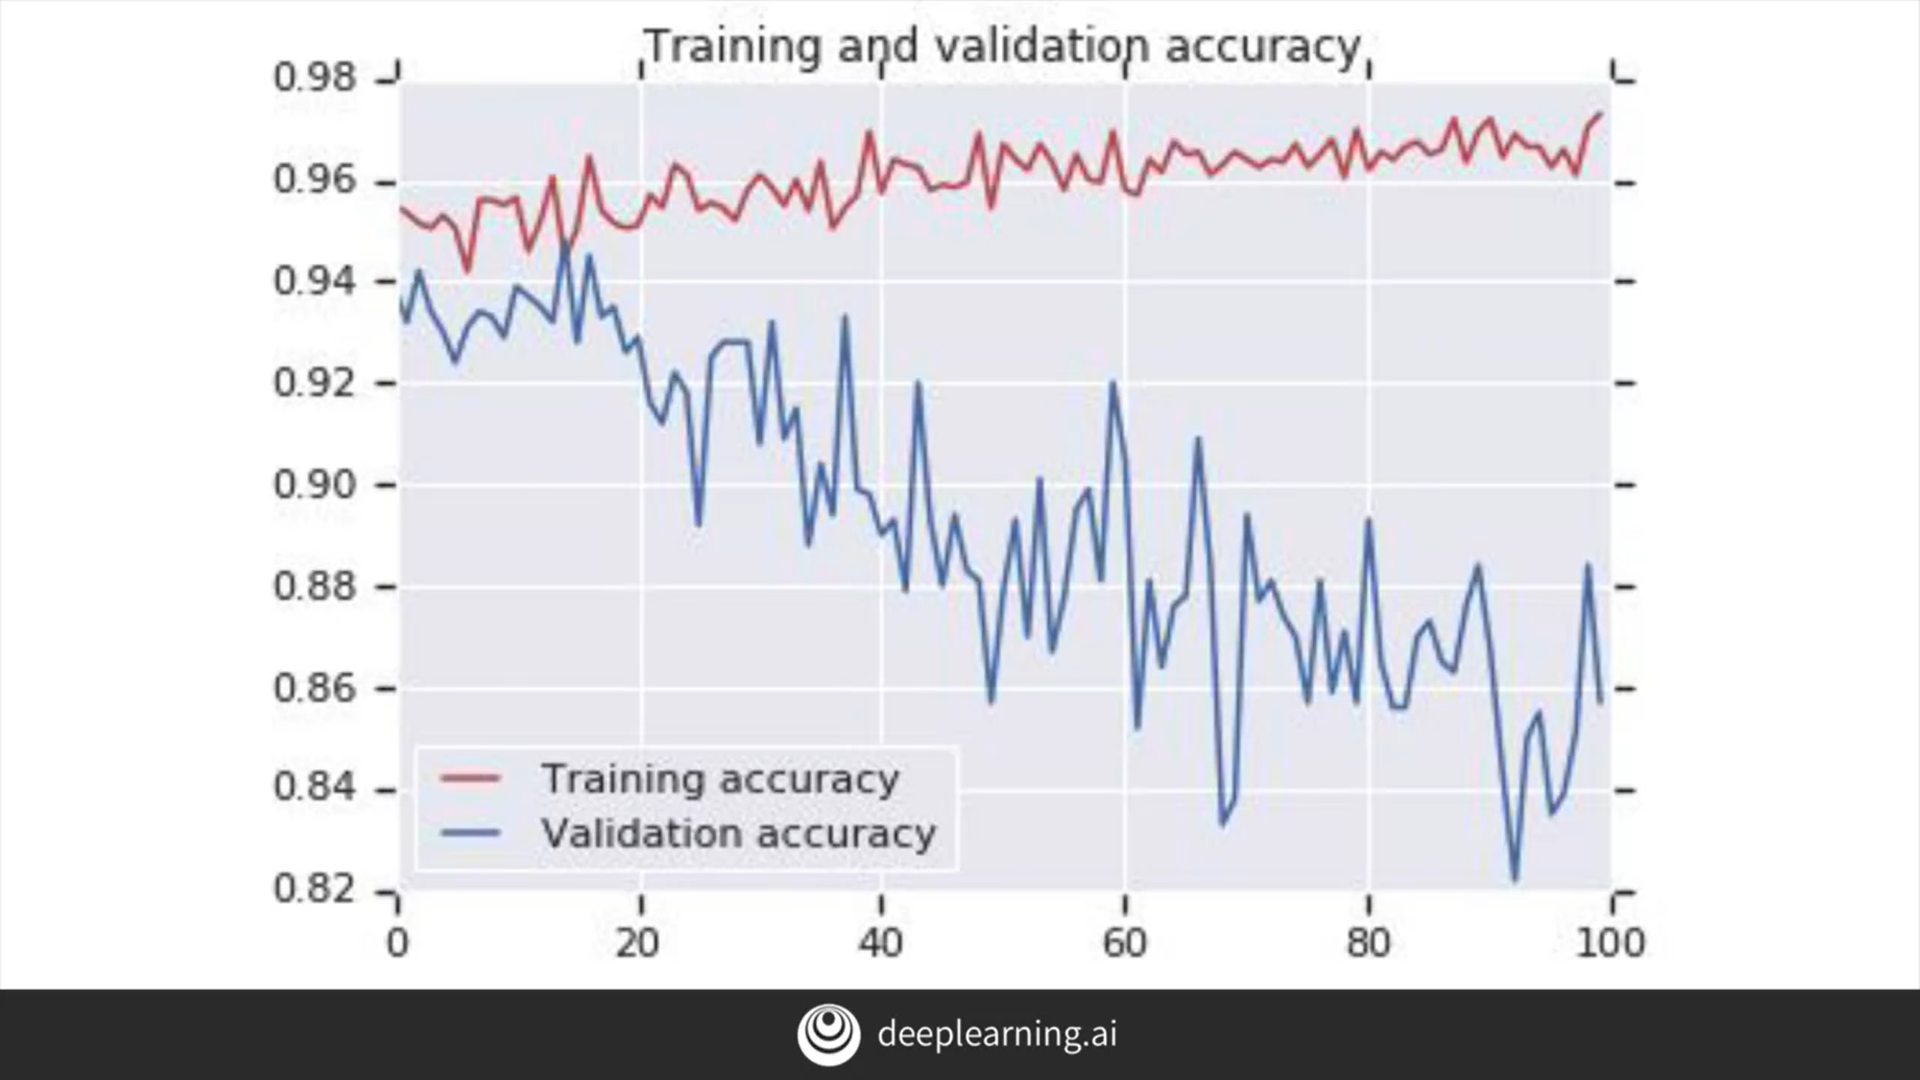 Training and validation accuracy
0.98
0.96
0.94
0.92
0.90
0.88
0.86
0.84
0.82
Training accuracy
Validation accuracy
0 20 40 60 80 100
deeplearning.ai